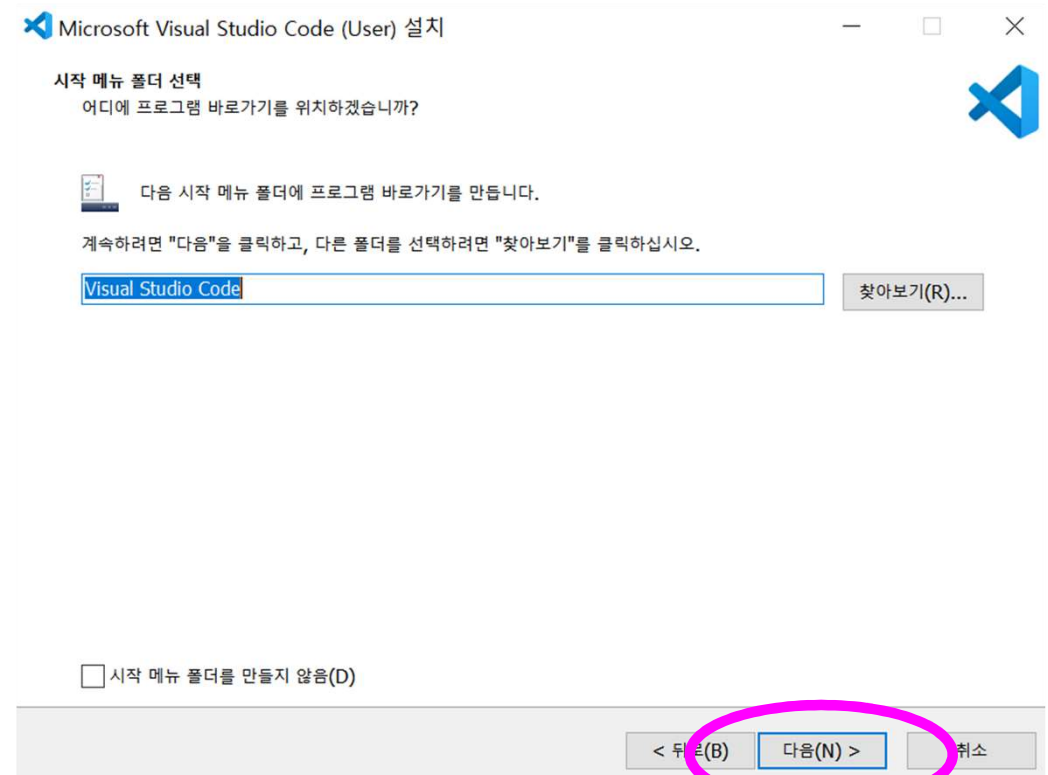 Microsoft Visual Studio Code (User) 설치
시작 메뉴 폴더 선택
어디에 프로그램 바로가기를 위치하겠습니까?
다음 시작 메뉴 폴더에 프로그램 바로가기를 만듭니다.
계속하려면 "다음"을 클릭하고, 다른 폴더를 선택하려면 "찾아보기"를 클릭하십시오.
Visual Studio Code
찾아보기(R)...
시작 메뉴 폴더를 만들지 않음(D)
< 뒤로(B) 다음(N) > 취소